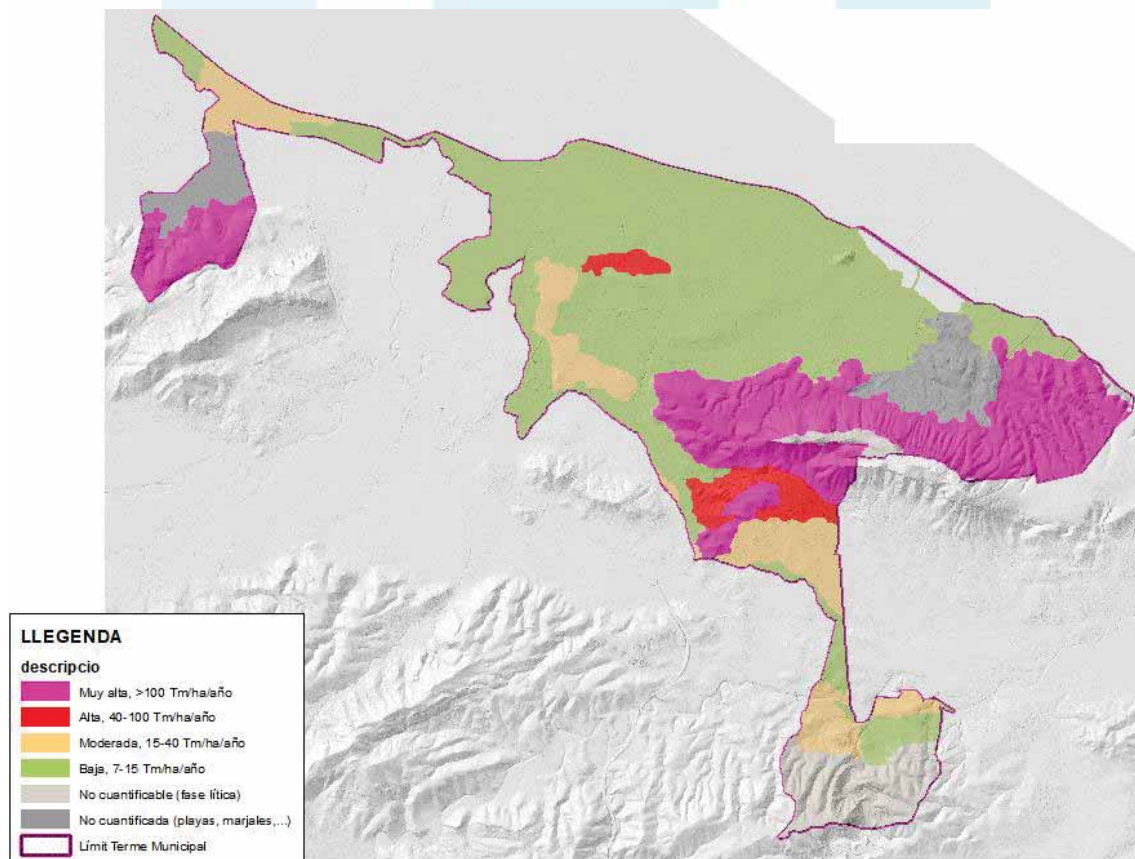 LLEGENDA
descripcio
Muy alta, >100 Tm/ha/año
Alta, 40-100 Tm/ha/año
Moderada, 15-40 Tm/ha/año
Baja, 7-15 Tm/ha/año
No cuantificable (fase lítica)
No cuantificada (playas, marjales,...)
Límit Terme Municipal